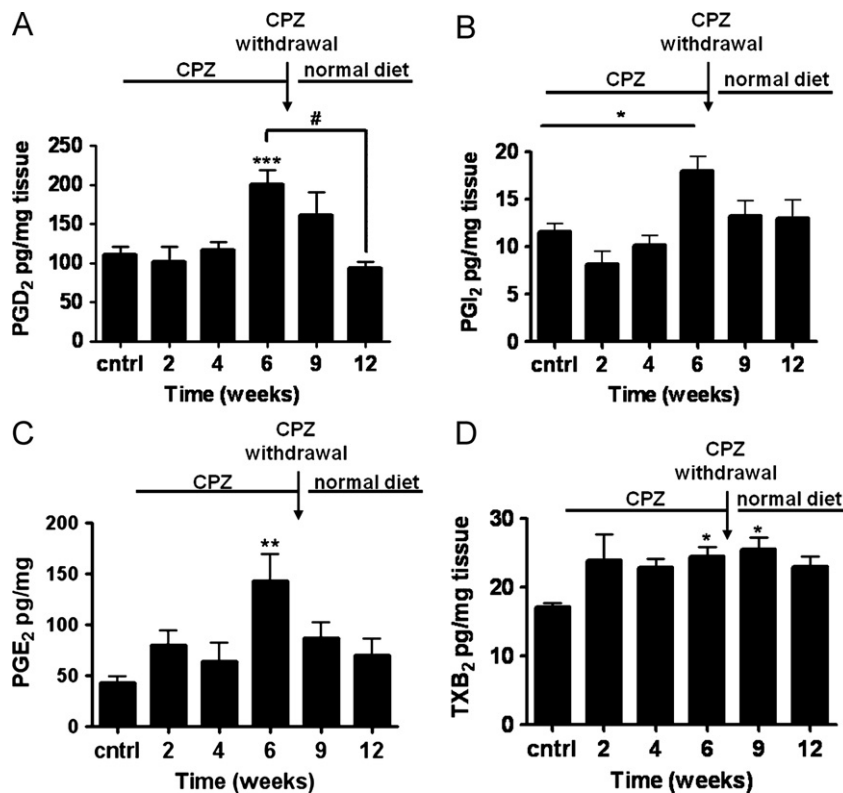 A
CPZ
withdrawal
CPZ
normal diet
#
***
PGD2 pg/mg tissue
250
200
150
100
50
0
cntrl 2 4 6 9 12
Time (weeks)
B
CPZ
withdrawal
CPZ
normal diet
*
PGI2 pg/mg tissue
20
15
10
5
0
cntrl 2 4 6 9 12
Time (weeks)
C
CPZ
withdrawal
CPZ
normal diet
**
PGE2 pg/mg
200
150
100
50
0
cntrl 2 4 6 9 12
Time (weeks)
D
CPZ
withdrawal
CPZ
normal diet
* *
TXB2 pg/mg tissue
30
20
10
0
cntrl 2 4 6 9 12
Time (weeks)